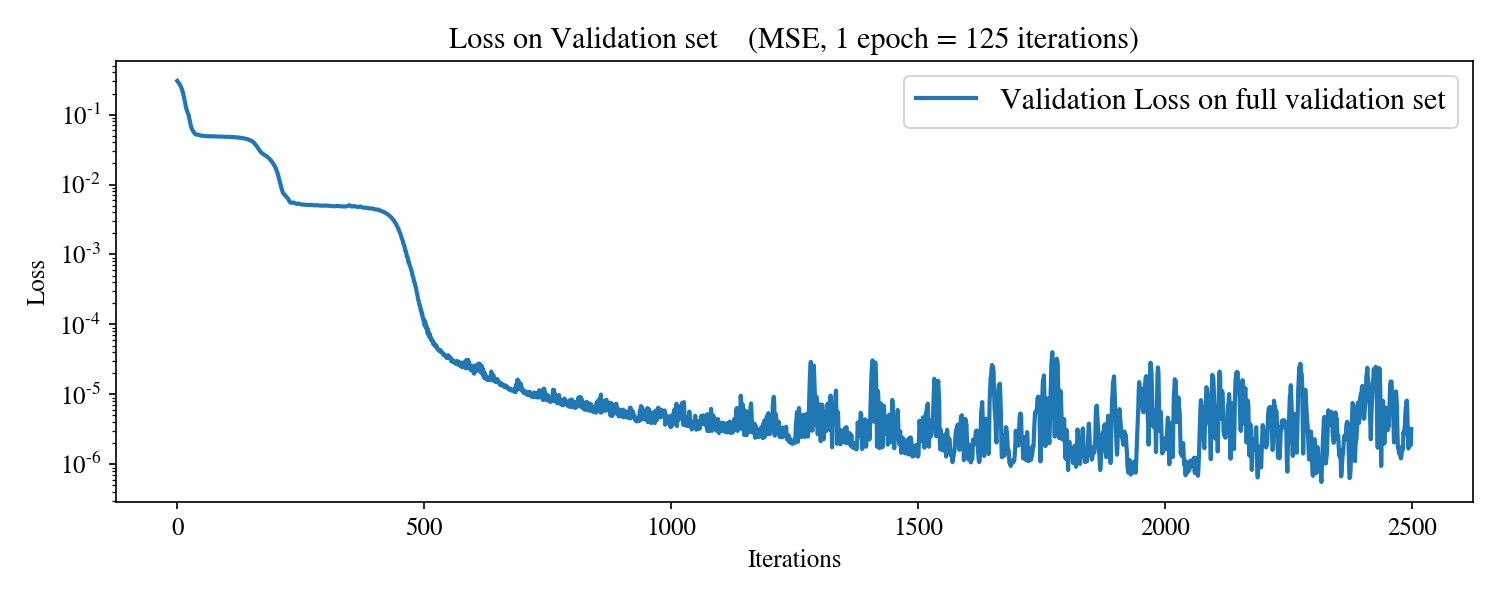 Loss on Validation set    (MSE, 1 epoch = 125 iterations)
Validation Loss on full validation set
Loss
10⁻¹
10⁻²
10⁻³
10⁻⁴
10⁻⁵
10⁻⁶
0 500 1000 1500 2000 2500
Iterations